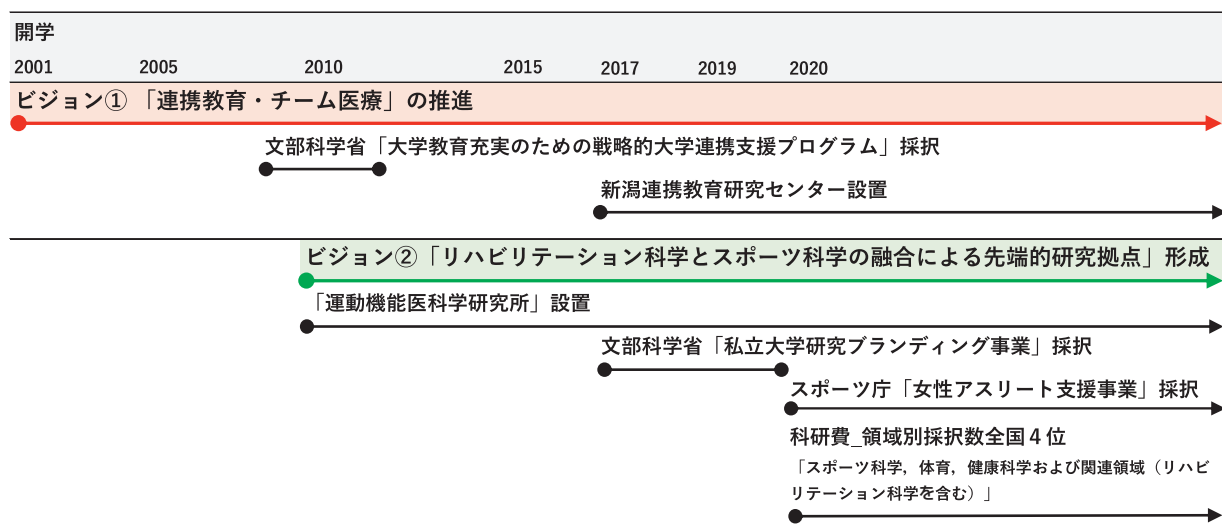 開学
2001 2005 2010 2015 2017 2019 2020
ビジョン① 「連携教育・チーム医療」の推進
文部科学省「大学教育充実のための戦略的大学連携支援プログラム」採択
新潟連携教育研究センター設置
ビジョン②「リハビリテーション科学とスポーツ科学の融合による先端的研究拠点」形成
「運動機能医科学研究所」設置
文部科学省「私立大学研究ブランディング事業」採択
スポーツ庁「女性アスリート支援事業」採択
科研費_領域別採択数全国４位
「スポーツ科学，体育，健康科学および関連領域（リハビ
リテーション科学を含む）」